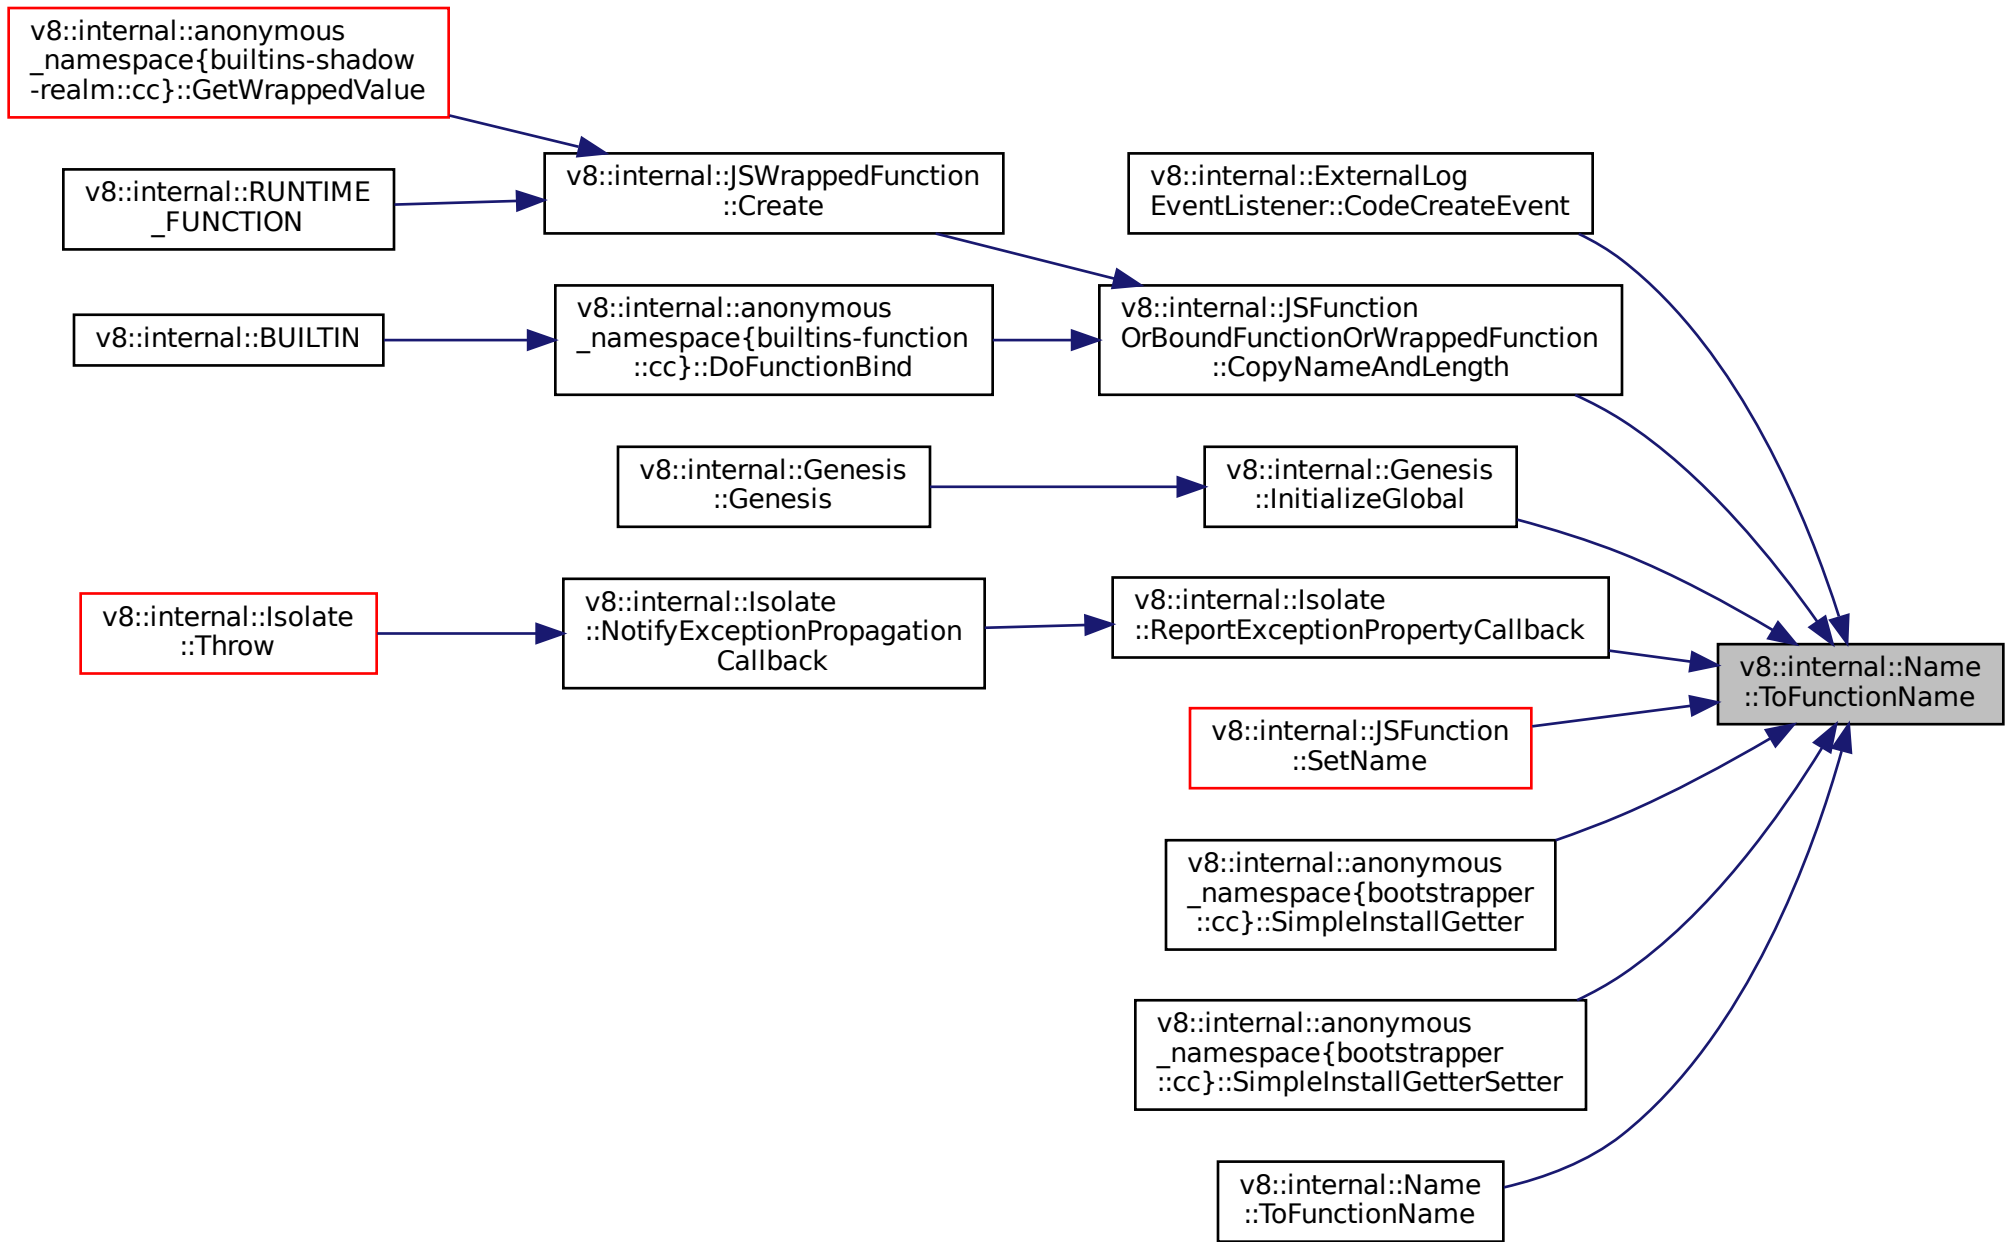 v8::internal::anonymous
_namespace{builtins-shadow
-realm::cc}::GetWrappedValue
v8::internal::RUNTIME
_FUNCTION
v8::internal::JSWrappedFunction
::Create
v8::internal::ExternalLog
EventListener::CodeCreateEvent
v8::internal::BUILTIN
v8::internal::anonymous
_namespace{builtins-function
::cc}::DoFunctionBind
v8::internal::JSFunction
OrBoundFunctionOrWrappedFunction
::CopyNameAndLength
v8::internal::Genesis
::Genesis
v8::internal::Genesis
::InitializeGlobal
v8::internal::Isolate
::Throw
v8::internal::Isolate
::NotifyExceptionPropagation
Callback
v8::internal::Isolate
::ReportExceptionPropertyCallback
v8::internal::Name
::ToFunctionName
v8::internal::JSFunction
::SetName
v8::internal::anonymous
_namespace{bootstrapper
::cc}::SimpleInstallGetter
v8::internal::anonymous
_namespace{bootstrapper
::cc}::SimpleInstallGetterSetter
v8::internal::Name
::ToFunctionName